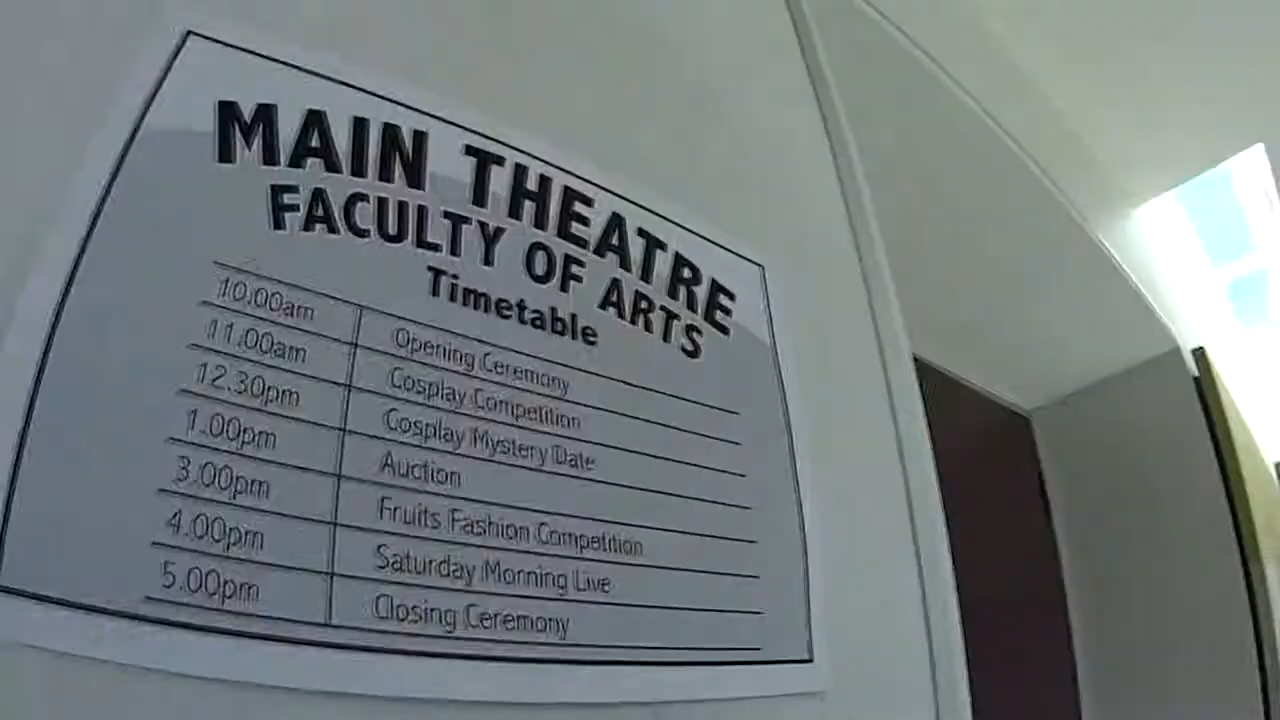 MAIN THEATRE
FACULTY OF ARTS
Timetable
10.00am Opening Ceremony
11.00am Cosplay Competition
12.30pm Cosplay Mystery Date
1.00pm Auction
3.00pm Fruits Fashion Competition
4.00pm Saturday Morning Live
5.00pm Closing Ceremony